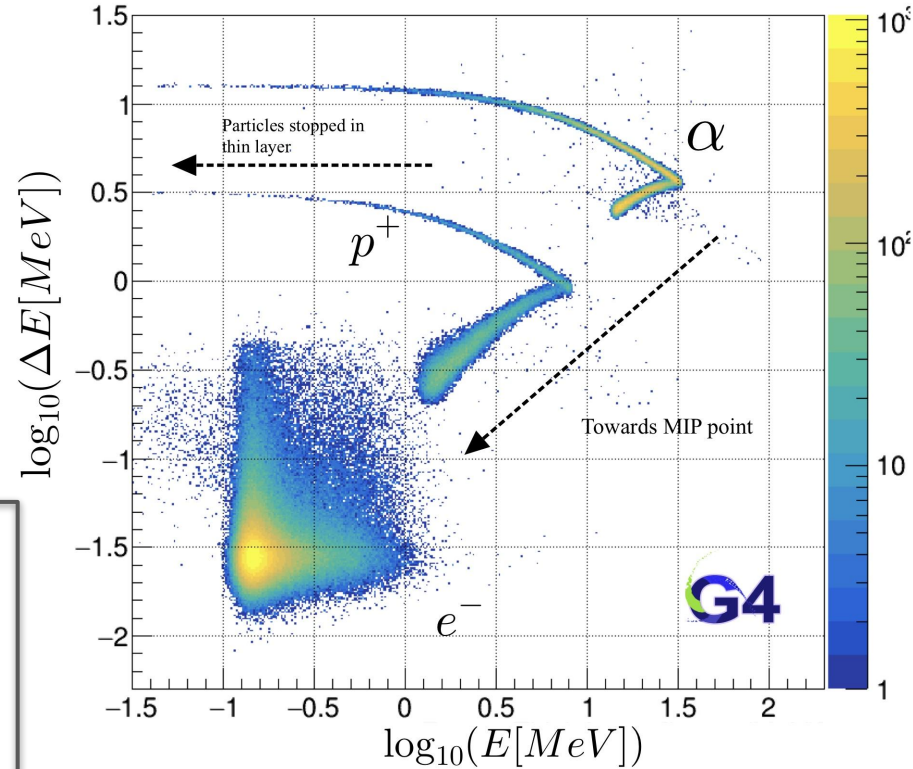 1.5
1
0.5
0
−0.5
−1
−1.5
−2
log₁₀(ΔE[MeV])
Particles stopped in
thin layer
α
p⁺
Towards MIP point
e⁻
G4
−1.5 −1 −0.5 0 0.5 1 1.5 2
log₁₀(E[MeV])
10²
10
1